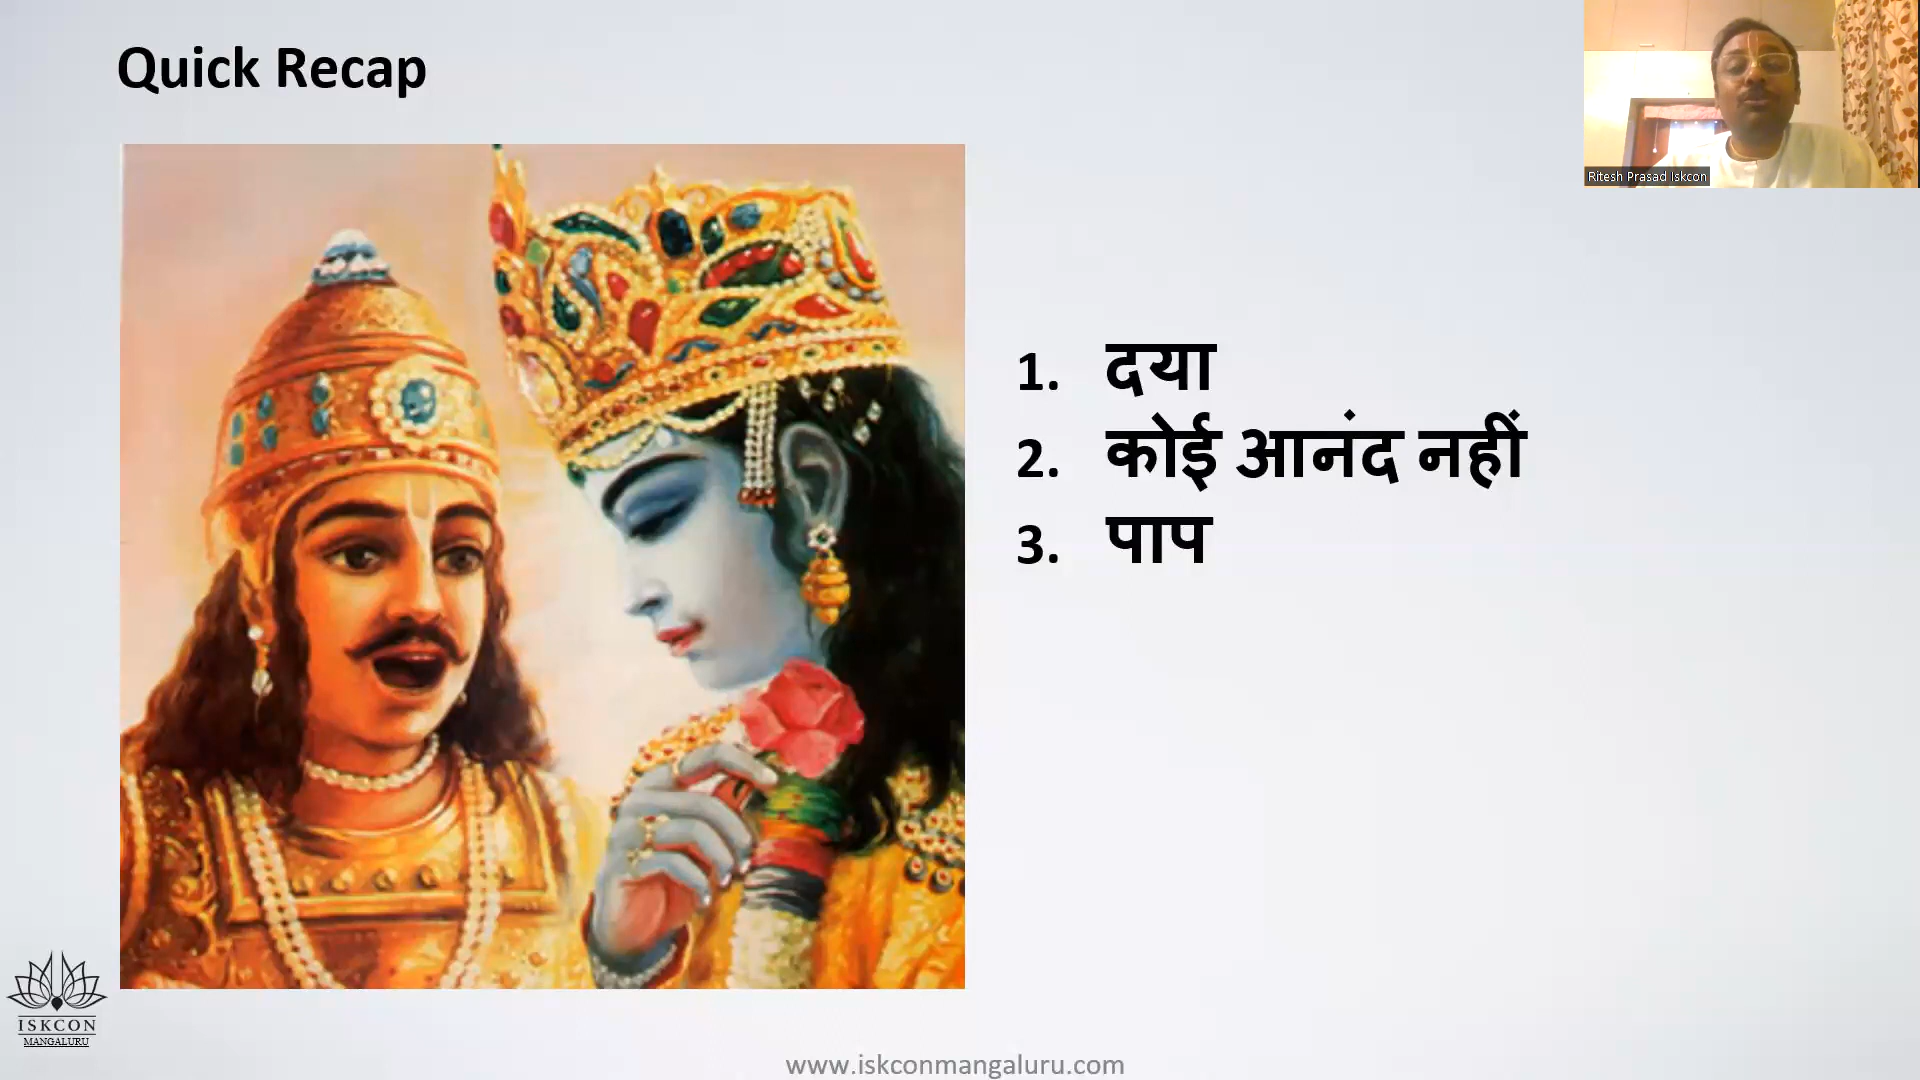 Quick Recap
Ritesh Prasad Iskcon
1. दया
2. कोई आनंद नहीं
3. पाप
ISKCON
MANGALURU
www.iskconmangaluru.com